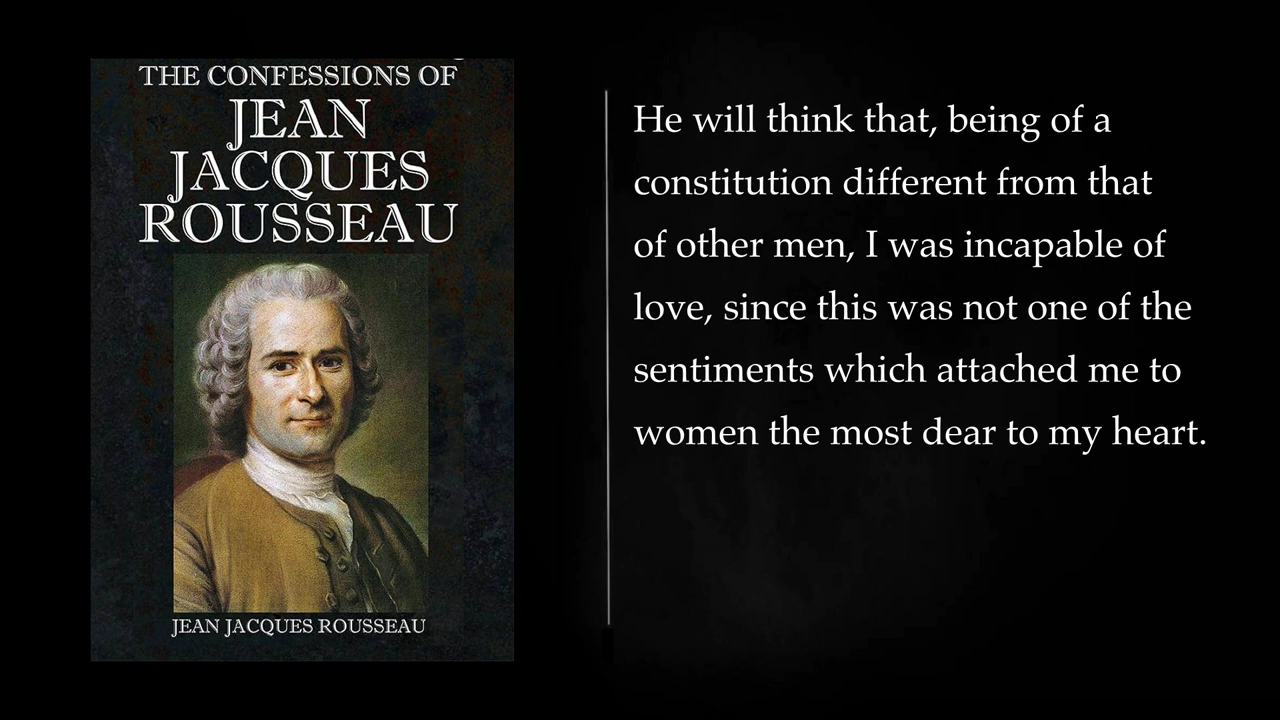 THE CONFESSIONS OF
JEAN
JACQUES
ROUSSEAU
JEAN JACQUES ROUSSEAU
He will think that, being of a
constitution different from that
of other men, I was incapable of
love, since this was not one of the
sentiments which attached me to
women the most dear to my heart.